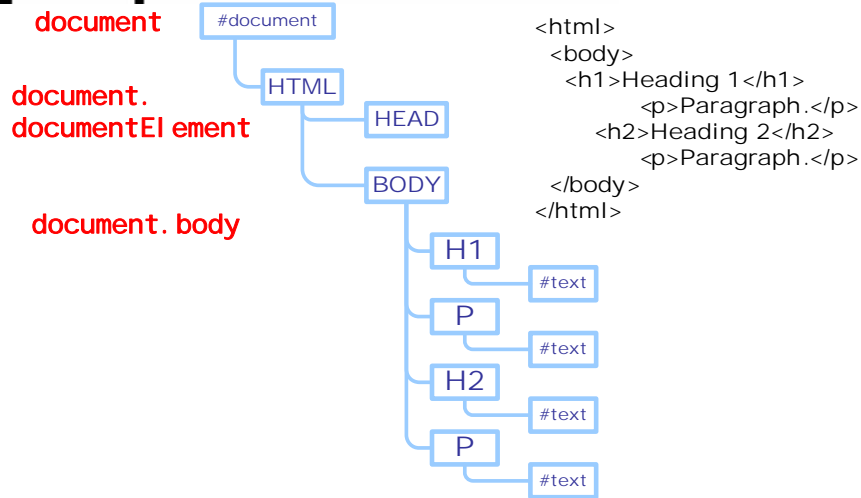 document
#document
HTML
document.
documentElement
HEAD
BODY
document.body
H1
#text
P
#text
H2
#text
P
#text
<html>
<body>
<h1>Heading 1</h1>
<p>Paragraph.</p>
<h2>Heading 2</h2>
<p>Paragraph.</p>
</body>
</html>